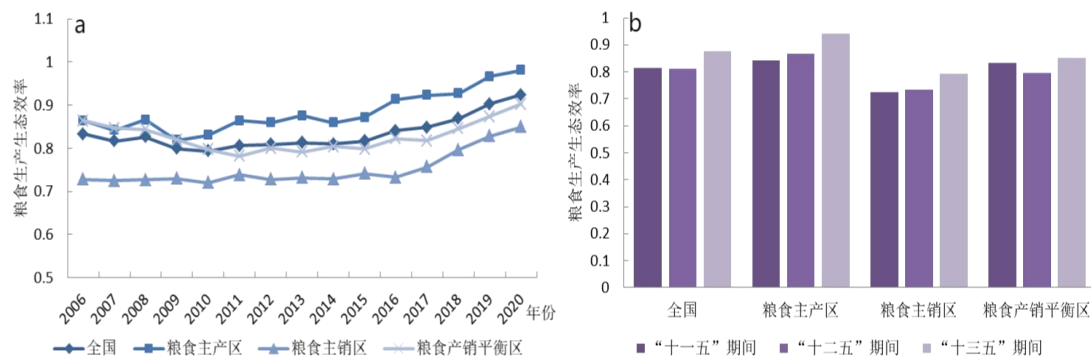 a
1.1
1
0.9
0.8
0.7
0.6
0.5
粮食生产生态效率
2006 2007 2008 2009 2010 2011 2012 2013 2014 2015 2016 2017 2018 2019 2020 年份
全国 粮食主产区 粮食主销区 粮食产销平衡区
b
1
0.9
0.8
0.7
0.6
0.5
0.4
0.3
0.2
0.1
0
粮食生产生态效率
全国 粮食主产区 粮食主销区 粮食产销平衡区
“十一五”期间 “十二五”期间 “十三五”期间